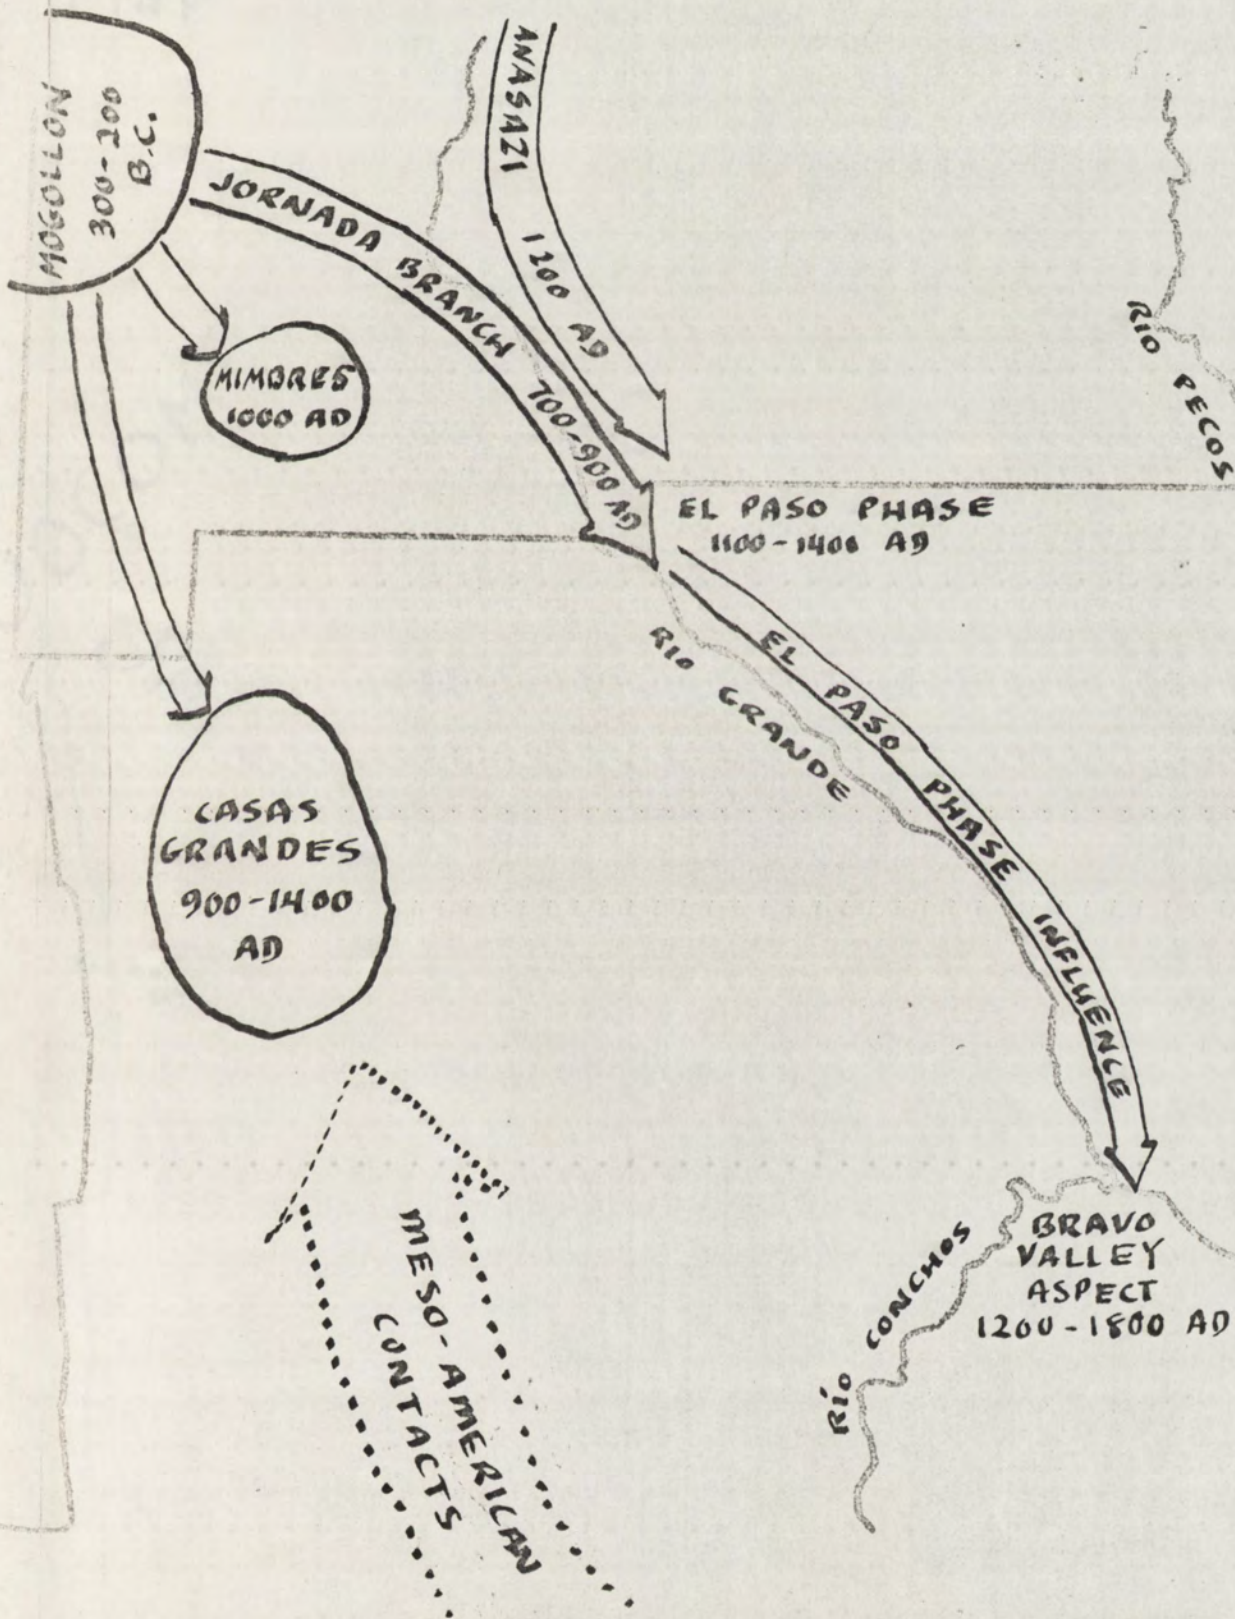 MOGOLLON
300-200
B.C.
ANASAZI 1200 AD
JORNADA BRANCH 700-900 AD
RIO PECOS
MIMBRES
1000 AD
EL PASO PHASE
1100-1400 AD
RIO GRANDE
EL PASO PHASE INFLUENCE
CASAS
GRANDES
900-1400
AD
MESO-AMERICAN
CONTACTS
RÍO CONCHOS
BRAVO
VALLEY
ASPECT
1200-1800 AD